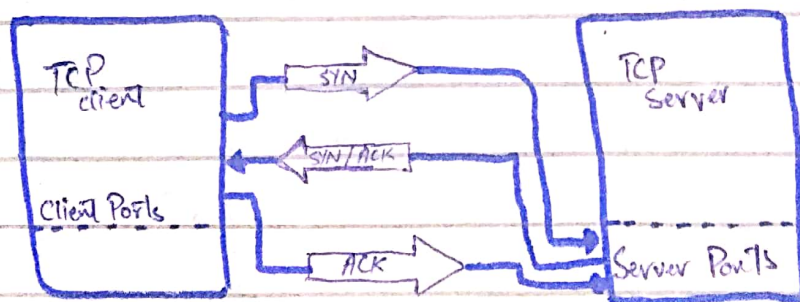 TCP
client
SYN
TCP
Server
SYN/ACK
Client Ports
ACK
Server Ports